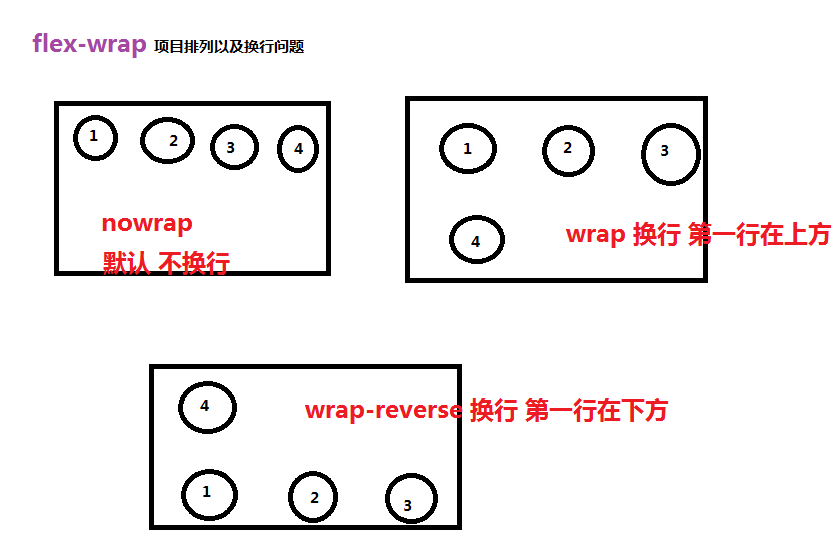 flex-wrap 项目排列以及换行问题
1 2 3 4
nowrap
默认 不换行
1 2 3
4
wrap 换行 第一行在上方
4
wrap-reverse 换行 第一行在下方
1 2 3